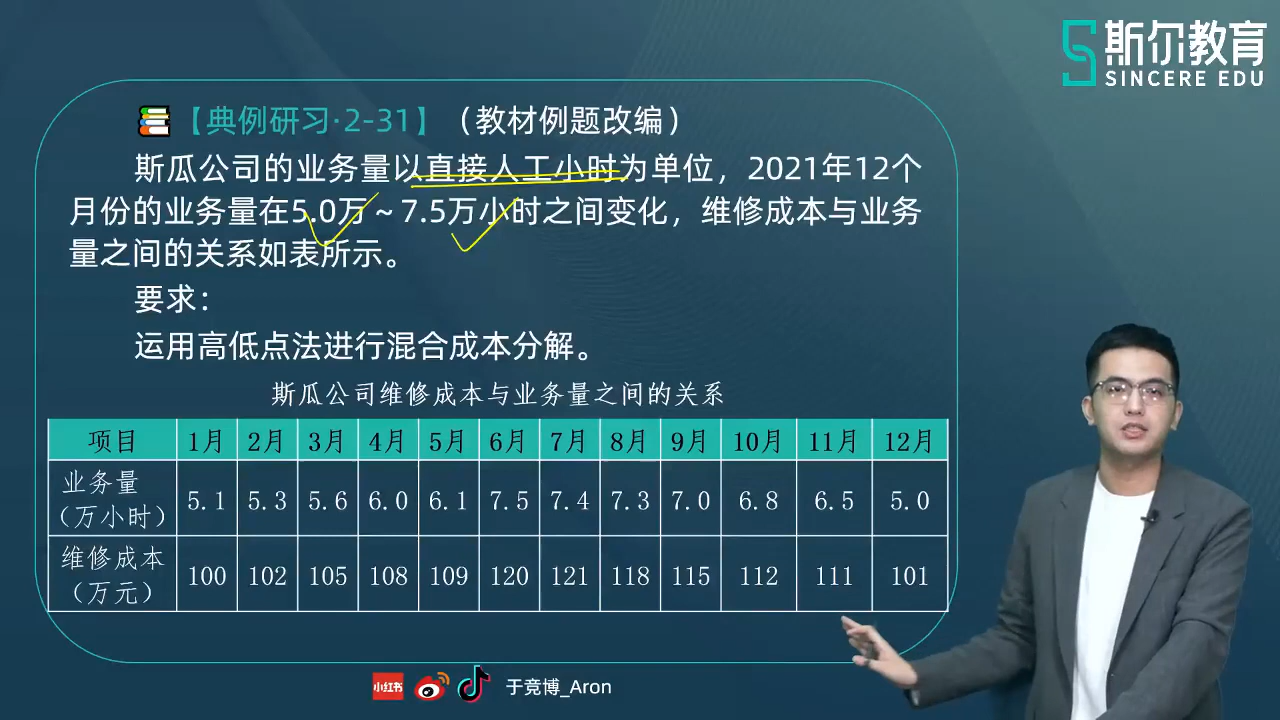 斯尔教育
SINCERE EDU
【典例研习·2-31】（教材例题改编）
斯瓜公司的业务量以直接人工小时为单位，2021年12个
月份的业务量在5.0万～7.5万小时之间变化，维修成本与业务
量之间的关系如表所示。
要求：
运用高低点法进行混合成本分解。
斯瓜公司维修成本与业务量之间的关系
项目 1月 2月 3月 4月 5月 6月 7月 8月 9月 10月 11月 12月
业务量
（万小时） 5.1 5.3 5.6 6.0 6.1 7.5 7.4 7.3 7.0 6.8 6.5 5.0
维修成本
（万元） 100 102 105 108 109 120 121 118 115 112 111 101
小红书 于竞博_Aron